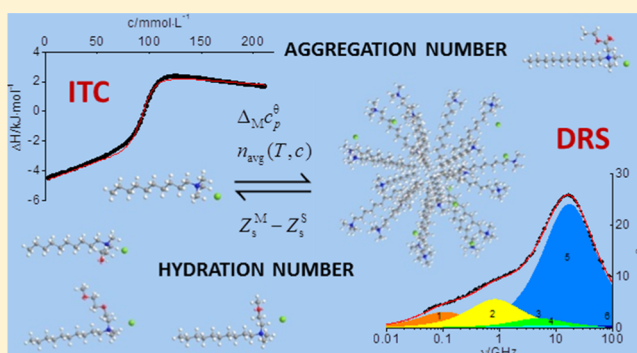 c/mmol·L⁻¹
0 50 100 150 200
4
2
0
-2
-4
-6
ΔH/kJ·mol⁻¹
ITC
AGGREGATION NUMBER
Δ_M c_p^θ
n_avg(T,c)
Z_s^M − Z_s^S
DRS
HYDRATION NUMBER
30
20
10
0
1 2 3 4 5 6
0.01 0.1 1 10 100
ν/GHz